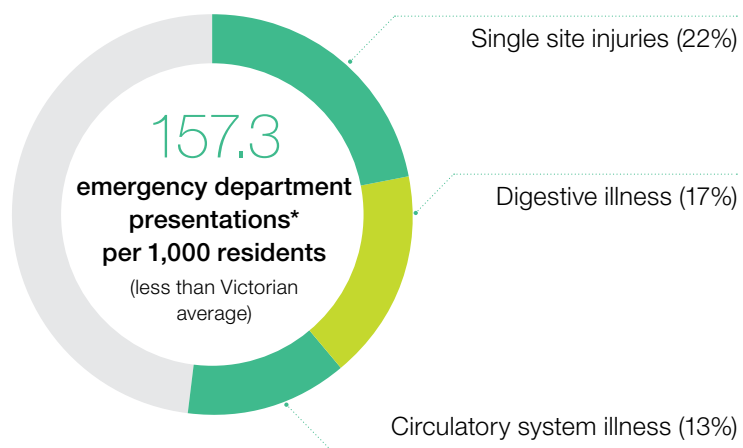 Single site injuries (22%)
157.3
emergency department
presentations*
per 1,000 residents
(less than Victorian
average)
Digestive illness (17%)
Circulatory system illness (13%)